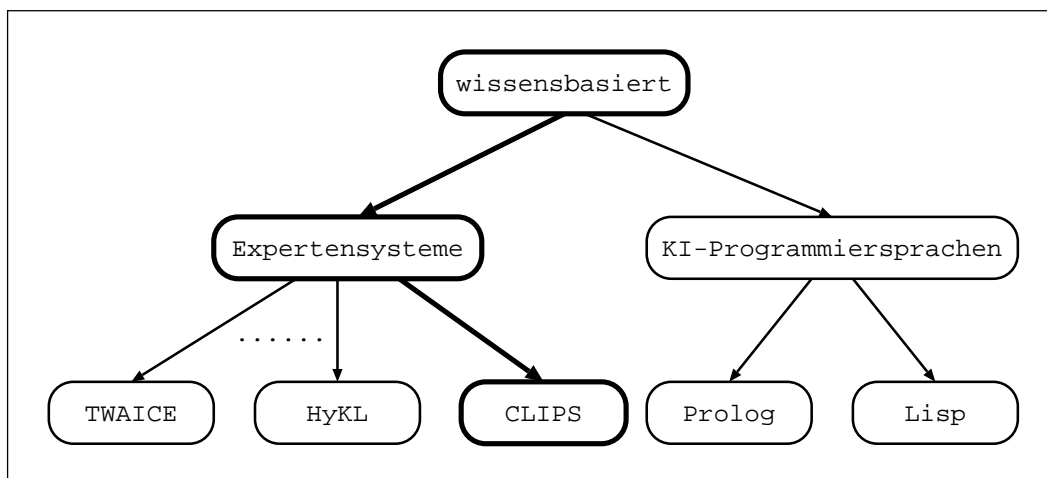 wissensbasiert
Expertensysteme
KI-Programmiersprachen
......
TWAICE
HyKL
CLIPS
Prolog
Lisp